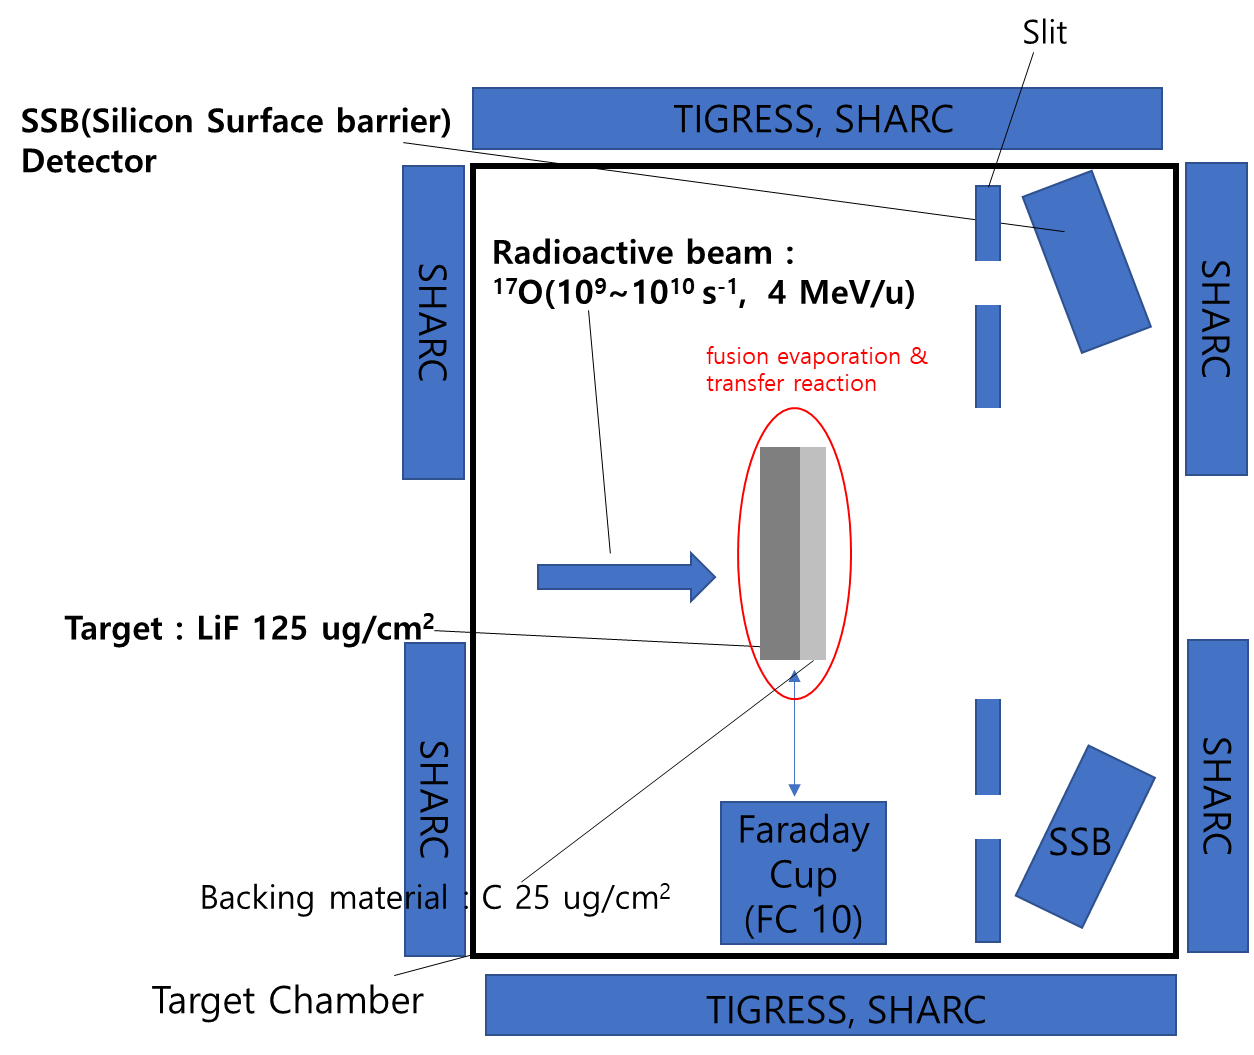 Slit
SSB(Silicon Surface barrier)
Detector
TIGRESS, SHARC
SHARC
SHARC
Radioactive beam :
¹⁷O(10⁹~10¹⁰ s⁻¹, 4 MeV/u)
fusion evaporation &
transfer reaction
Target : LiF 125 ug/cm²
SHARC
SHARC
Faraday
Cup
(FC 10)
SSB
Backing material : C 25 ug/cm²
Target Chamber
TIGRESS, SHARC